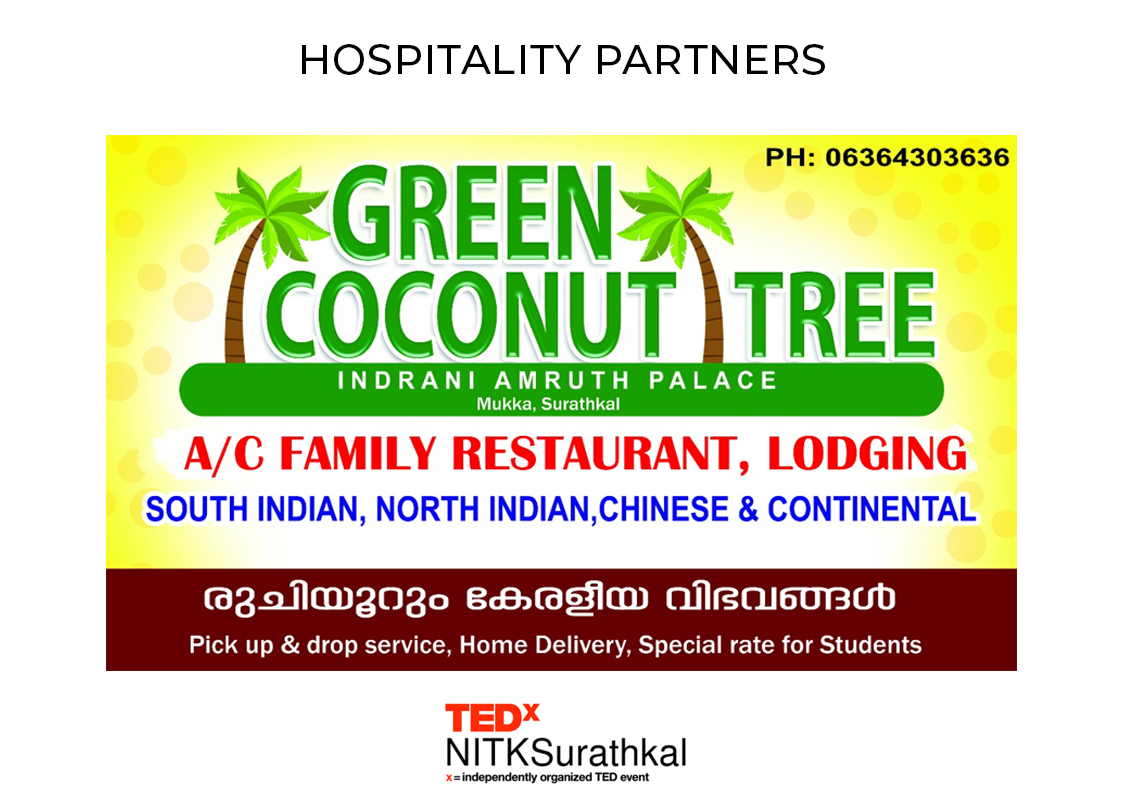 HOSPITALITY PARTNERS
PH: 06364303636
GREEN
COCONUT TREE
INDRANI AMRUTH PALACE
Mukka, Surathkal
A/C FAMILY RESTAURANT, LODGING
SOUTH INDIAN, NORTH INDIAN,CHINESE & CONTINENTAL
രുചിയൂറും കേരളീയ വിഭവങ്ങൾ
Pick up & drop service, Home Delivery, Special rate for Students
TEDx
NITKSurathkal
x = independently organized TED event